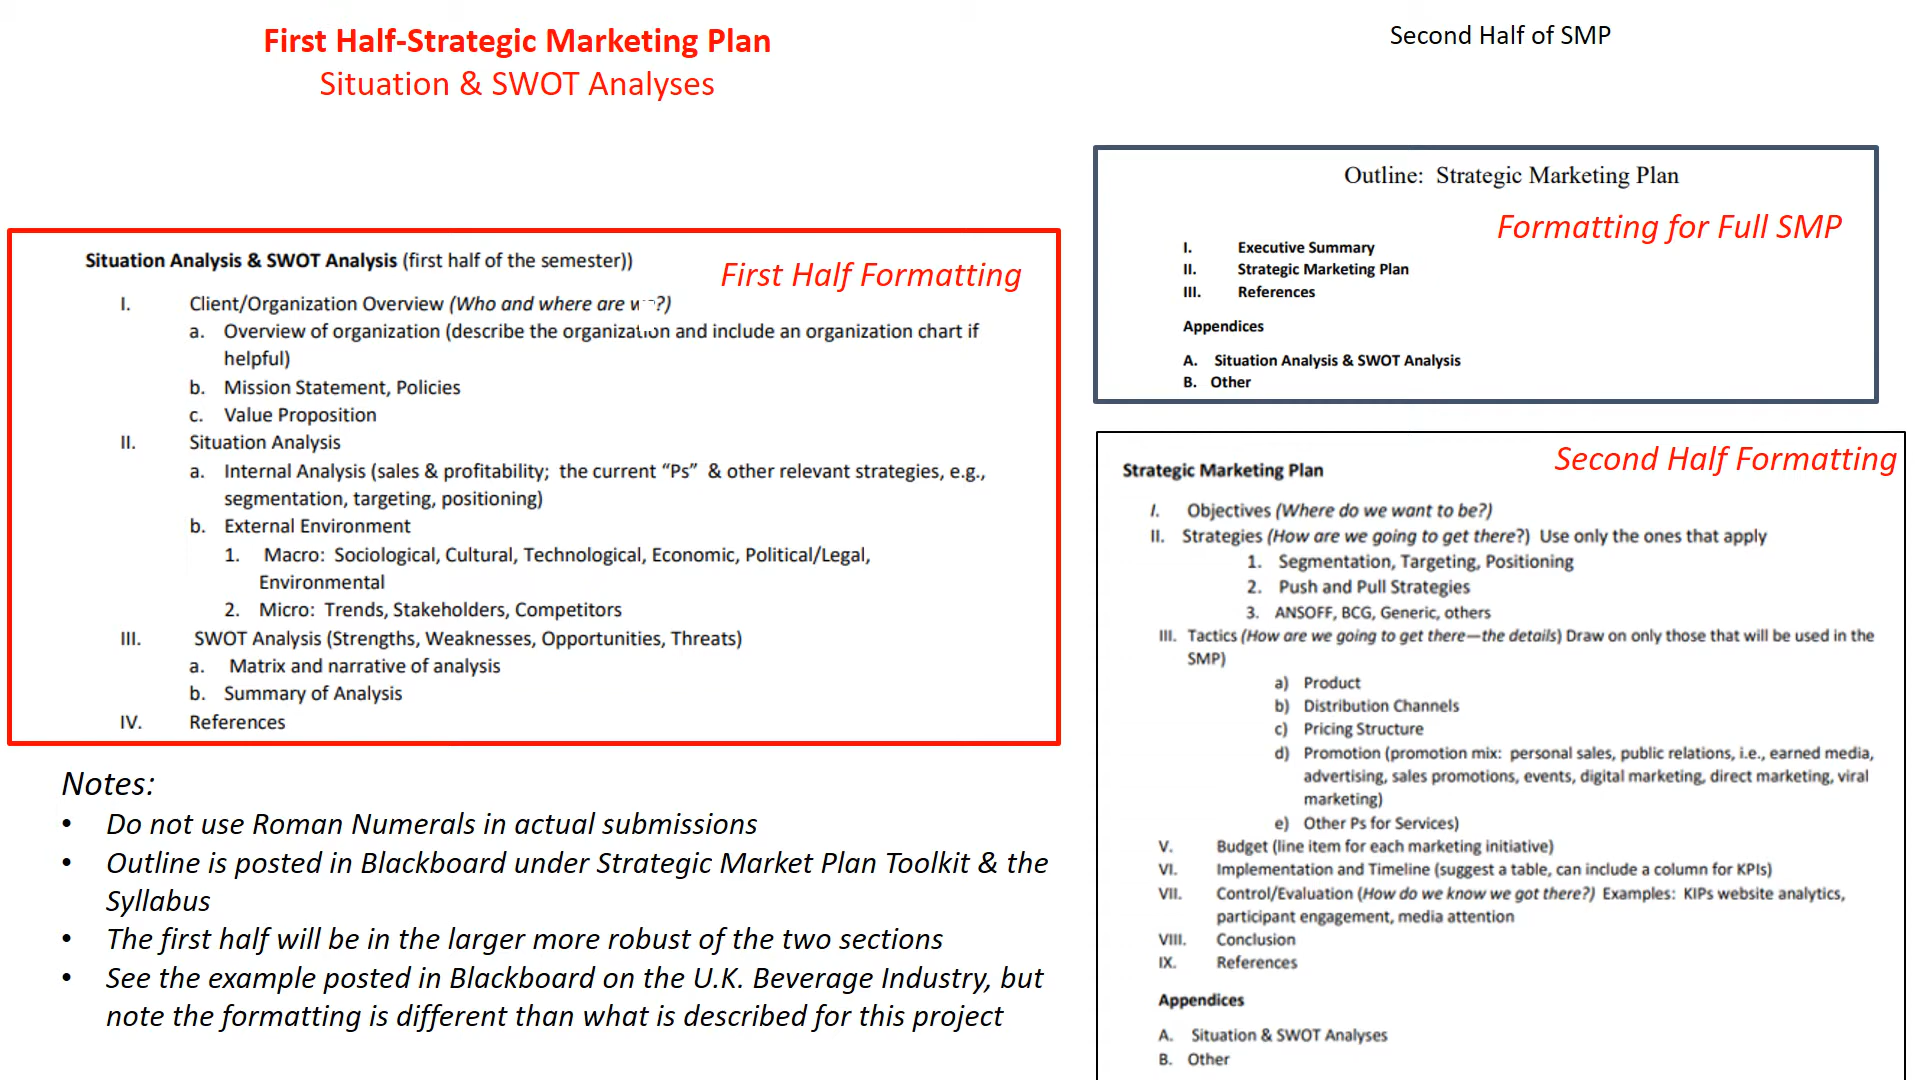 First Half-Strategic Marketing Plan
Situation & SWOT Analyses
Situation Analysis & SWOT Analysis (first half of the semester))
First Half Formatting
I. Client/Organization Overview (Who and where are we?)
a. Overview of organization (describe the organization and include an organization chart if
helpful)
b. Mission Statement, Policies
c. Value Proposition
II. Situation Analysis
a. Internal Analysis (sales & profitability; the current “Ps” & other relevant strategies, e.g.,
segmentation, targeting, positioning)
b. External Environment
1. Macro: Sociological, Cultural, Technological, Economic, Political/Legal,
Environmental
2. Micro: Trends, Stakeholders, Competitors
III. SWOT Analysis (Strengths, Weaknesses, Opportunities, Threats)
a. Matrix and narrative of analysis
b. Summary of Analysis
IV. References
Notes:
• Do not use Roman Numerals in actual submissions
• Outline is posted in Blackboard under Strategic Market Plan Toolkit & the
Syllabus
• The first half will be in the larger more robust of the two sections
• See the example posted in Blackboard on the U.K. Beverage Industry, but
note the formatting is different than what is described for this project
Second Half of SMP
Outline: Strategic Marketing Plan
Formatting for Full SMP
I. Executive Summary
II. Strategic Marketing Plan
III. References
Appendices
A. Situation Analysis & SWOT Analysis
B. Other
Second Half Formatting
Strategic Marketing Plan
I. Objectives (Where do we want to be?)
II. Strategies (How are we going to get there?) Use only the ones that apply
1. Segmentation, Targeting, Positioning
2. Push and Pull Strategies
3. ANSOFF, BCG, Generic, others
III. Tactics (How are we going to get there—the details) Draw on only those that will be used in the
SMP)
a) Product
b) Distribution Channels
c) Pricing Structure
d) Promotion (promotion mix: personal sales, public relations, i.e., earned media,
advertising, sales promotions, events, digital marketing, direct marketing, viral
marketing)
e) Other Ps for Services)
V. Budget (line item for each marketing initiative)
VI. Implementation and Timeline (suggest a table, can include a column for KPIs)
VII. Control/Evaluation (How do we know we got there?) Examples: KIPs website analytics,
participant engagement, media attention
VIII. Conclusion
IX. References
Appendices
A. Situation & SWOT Analyses
B. Other